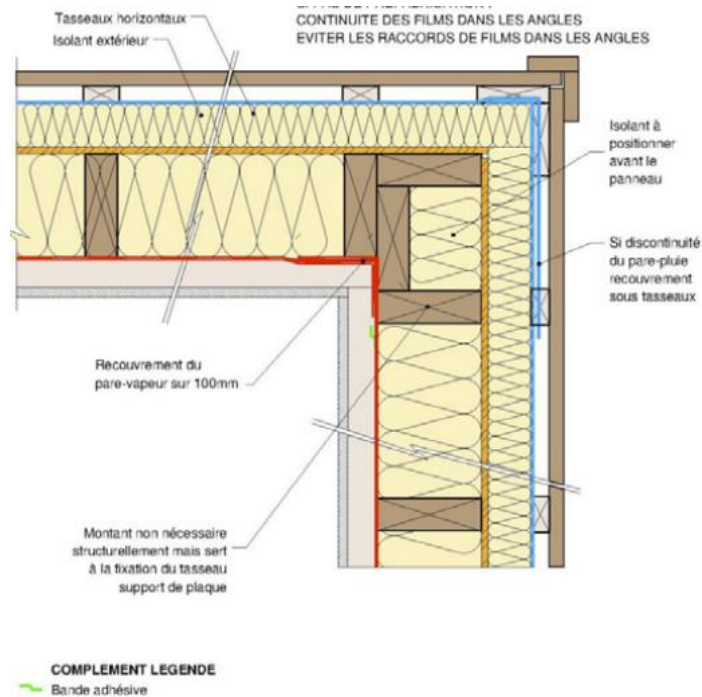 CONTINUITE DES FILMS DANS LES ANGLES
EVITER LES RACCORDS DE FILMS DANS LES ANGLES
Tasseaux horizontaux
Isolant extérieur
Isolant à
positionner
avant le
panneau
Si discontinuité
du pare-pluie
recouvrement
sous tasseaux
Recouvrement du
pare-vapeur sur 100mm
Montant non nécessaire
structurellement mais sert
à la fixation du tasseau
support de plaque
COMPLEMENT LEGENDE
Bande adhésive